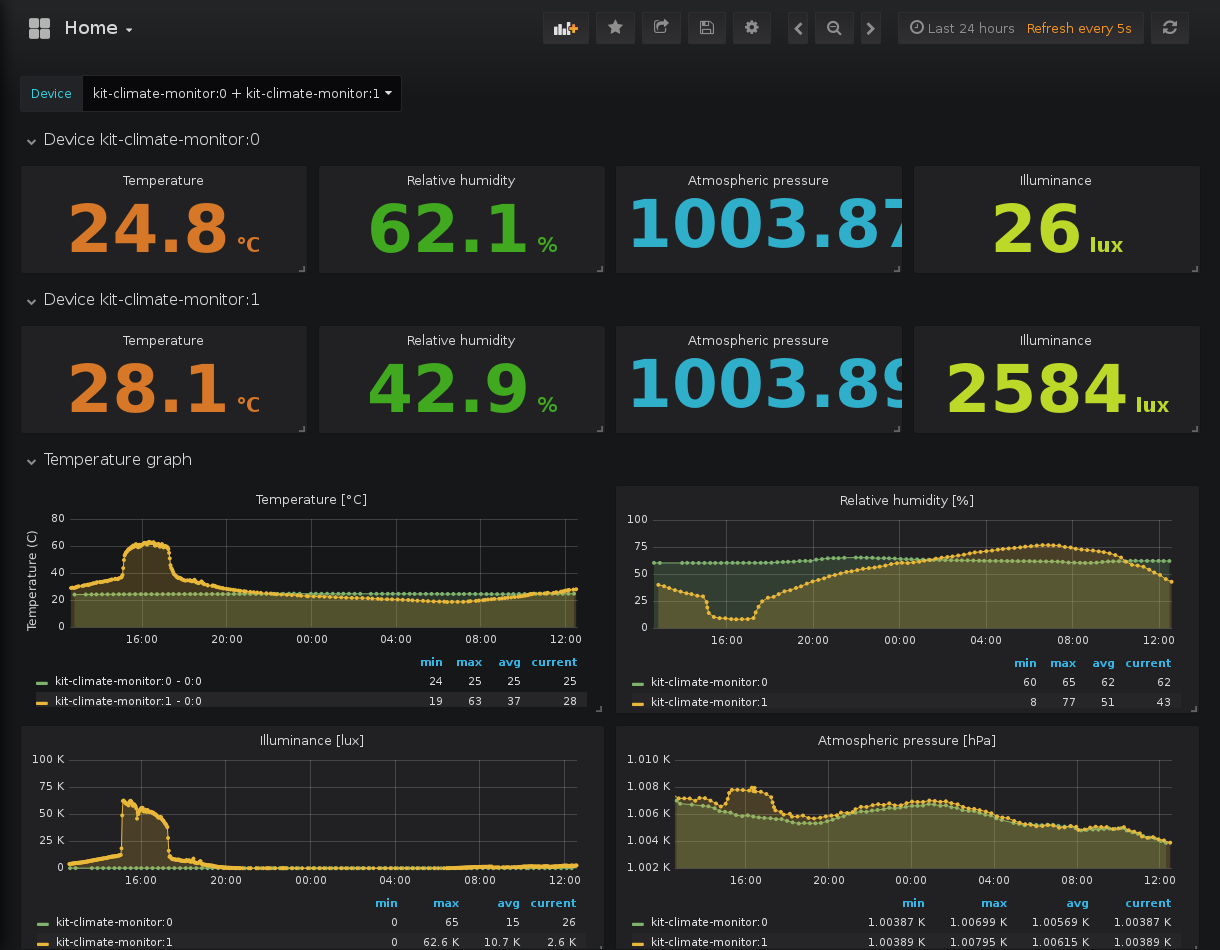 Home
Last 24 hours Refresh every 5s
Device kit-climate-monitor:0 + kit-climate-monitor:1
Device kit-climate-monitor:0
Temperature Relative humidity Atmospheric pressure Illuminance
24.8 °C 62.1 % 1003.87 26 lux
Device kit-climate-monitor:1
Temperature Relative humidity Atmospheric pressure Illuminance
28.1 °C 42.9 % 1003.89 2584 lux
Temperature graph
Temperature [°C]
Temperature (C)
80
60
40
20
0
16:00 20:00 00:00 04:00 08:00 12:00
min max avg current
kit-climate-monitor:0 - 0:0 24 25 25 25
kit-climate-monitor:1 - 0:0 19 63 37 28
Relative humidity [%]
100
75
50
25
0
16:00 20:00 00:00 04:00 08:00 12:00
min max avg current
kit-climate-monitor:0 60 65 62 62
kit-climate-monitor:1 8 77 51 43
Illuminance [lux]
100 K
75 K
50 K
25 K
0
16:00 20:00 00:00 04:00 08:00 12:00
min max avg current
kit-climate-monitor:0 0 65 15 26
kit-climate-monitor:1 0 62.6 K 10.7 K 2.6 K
Atmospheric pressure [hPa]
1.010 K
1.008 K
1.006 K
1.004 K
1.002 K
16:00 20:00 00:00 04:00 08:00 12:00
min max avg current
kit-climate-monitor:0 1.00387 K 1.00699 K 1.00569 K 1.00387 K
kit-climate-monitor:1 1.00389 K 1.00795 K 1.00615 K 1.00389 K